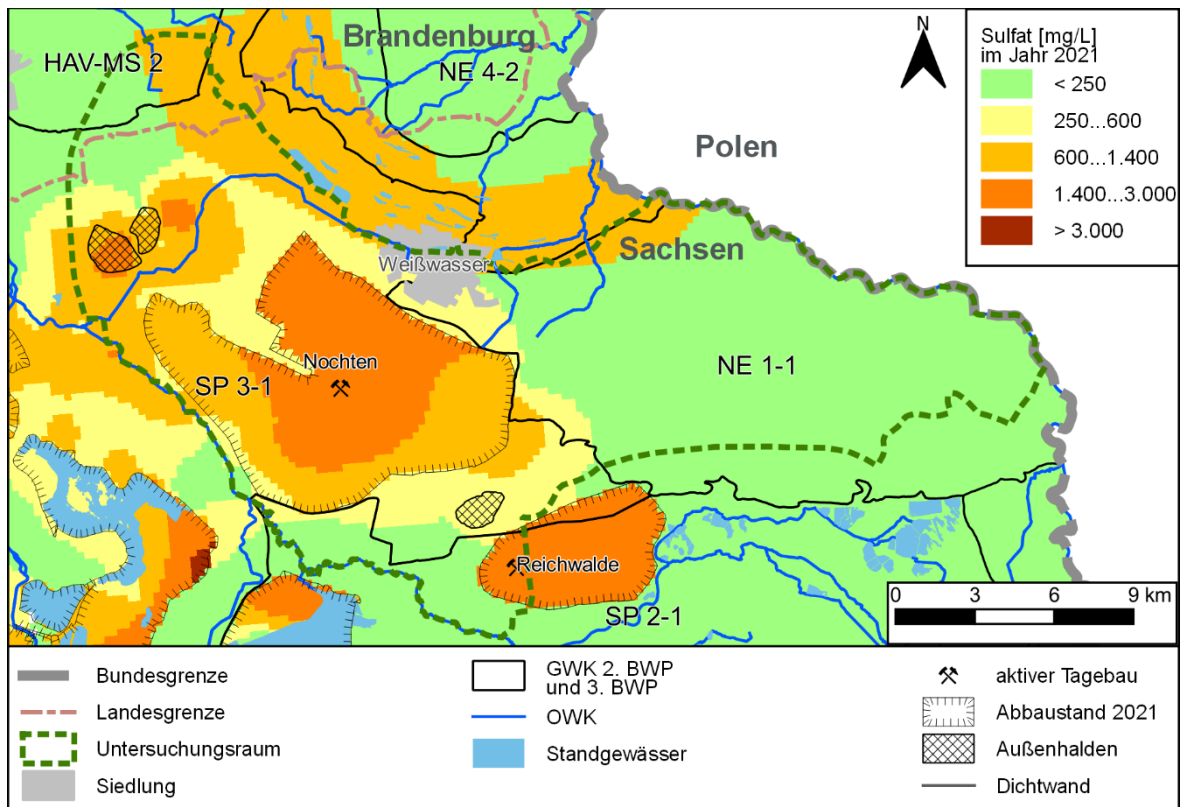 Brandenburg
HAV-MS 2
NE 4-2
N
Polen
Sachsen
Weißwasser
Nochten
SP 3-1
NE 1-1
Reichwalde
SP 2-1
Sulfat [mg/L]
im Jahr 2021
< 250
250...600
600...1.400
1.400...3.000
> 3.000
0 3 6 9 km
Bundesgrenze
Landesgrenze
Untersuchungsraum
Siedlung
GWK 2. BWP
und 3. BWP
OWK
Standgewässer
aktiver Tagebau
Abbaustand 2021
Außenhalden
Dichtwand